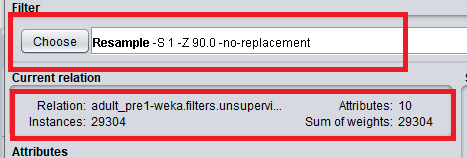 Filter
Choose Resample -S 1 -Z 90.0 -no-replacement
Current relation
Relation: adult_pre1-weka.filters.unsupervi... Attributes: 10
Instances: 29304 Sum of weights: 29304
Attributes